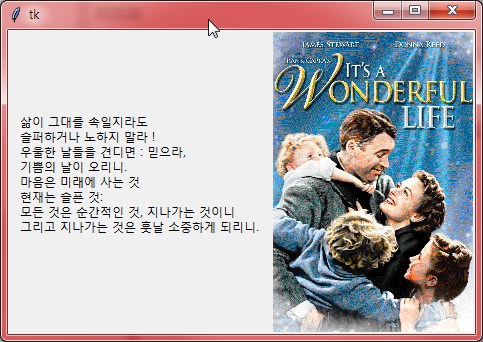 tk
삶이 그대를 속일지라도
슬퍼하거나 노하지 말라 !
우울한 날들을 견디면 : 믿으라,
기쁨의 날이 오리니.
마음은 미래에 사는 것
현재는 슬픈 것:
모든 것은 순간적인 것, 지나가는 것이니
그리고 지나가는 것은 훗날 소중하게 되리니.
JAMES STEWART DONNA REED
FRANK CAPRA'S
IT'S A
WONDERFUL
LIFE